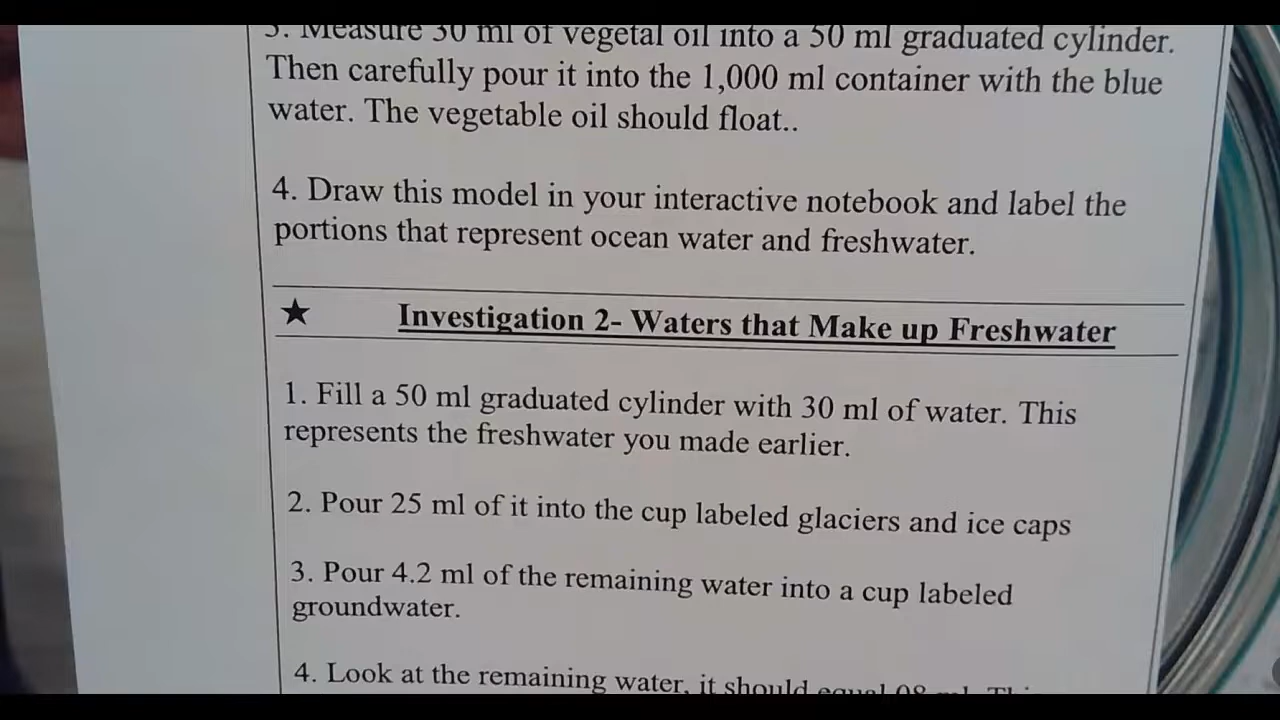 3. Measure 30 ml of vegetal oil into a 50 ml graduated cylinder.
Then carefully pour it into the 1,000 ml container with the blue
water. The vegetable oil should float..
4. Draw this model in your interactive notebook and label the
portions that represent ocean water and freshwater.
★ Investigation 2- Waters that Make up Freshwater
1. Fill a 50 ml graduated cylinder with 30 ml of water. This
represents the freshwater you made earlier.
2. Pour 25 ml of it into the cup labeled glaciers and ice caps
3. Pour 4.2 ml of the remaining water into a cup labeled
groundwater.
4. Look at the remaining water, it should equal